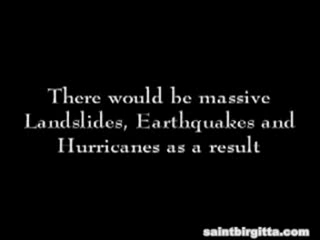 There would be massive
Landslides, Earthquakes and
Hurricanes as a result
saintbirgitta.com